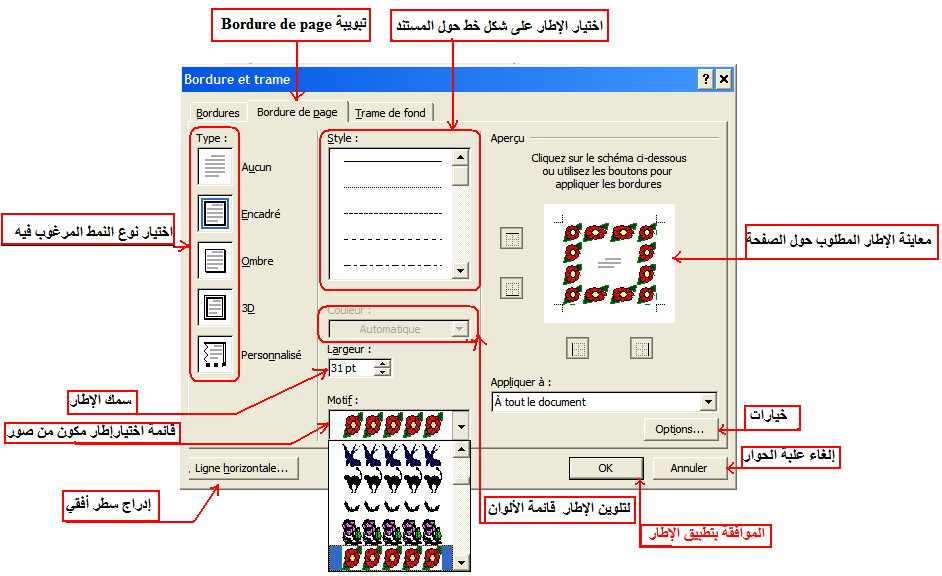 تبويبة Bordure de page
اختيار الإطار على شكل خط حول المستند
Bordure et trame
Bordures
Bordure de page
Trame de fond
Type :
Aucun
Encadré
Ombre
3D
Personnalisé
اختيار نوع النمط المرغوب فيه
Style :
Couleur :
Automatique
Largeur :
31 pt
Motif :
Aperçu
Cliquez sur le schéma ci-dessous
ou utilisez les boutons pour
appliquer les bordures
معاينة الإطار المطلوب حول الصفحة
Appliquer à :
À tout le document
Options...
خيارات
سمك الإطار
قائمة اختيارإطار مكون من صور
Ligne horizontale...
OK
Annuler
إلغاء علبة الحوار
إدراج سطر أفقي
لتلوين الإطار قائمة الألوان
الموافقة بتطبيق الإطار